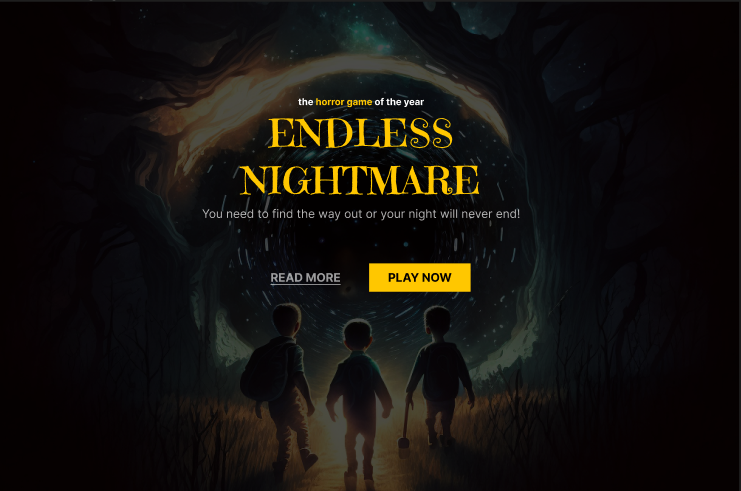 the horror game of the year
ENDLESS
NIGHTMARE
You need to find the way out or your night will never end!
READ MORE
PLAY NOW